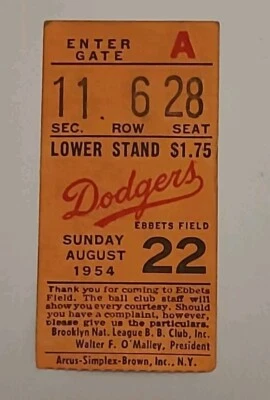 ENTER GATE A
11 6 28
SEC. ROW SEAT
LOWER STAND $1.75
Dodgers
EBBETS FIELD
SUNDAY
AUGUST 22
1954
Thank you for coming to Ebbets
Field. The ball club staff will
show you every courtesy. Should
you have a complaint, however,
please give us the particulars.
Brooklyn Nat. League B. B. Club, Inc.
Walter F. O'Malley, President
Arcus-Simplex-Brown, Inc., N.Y.